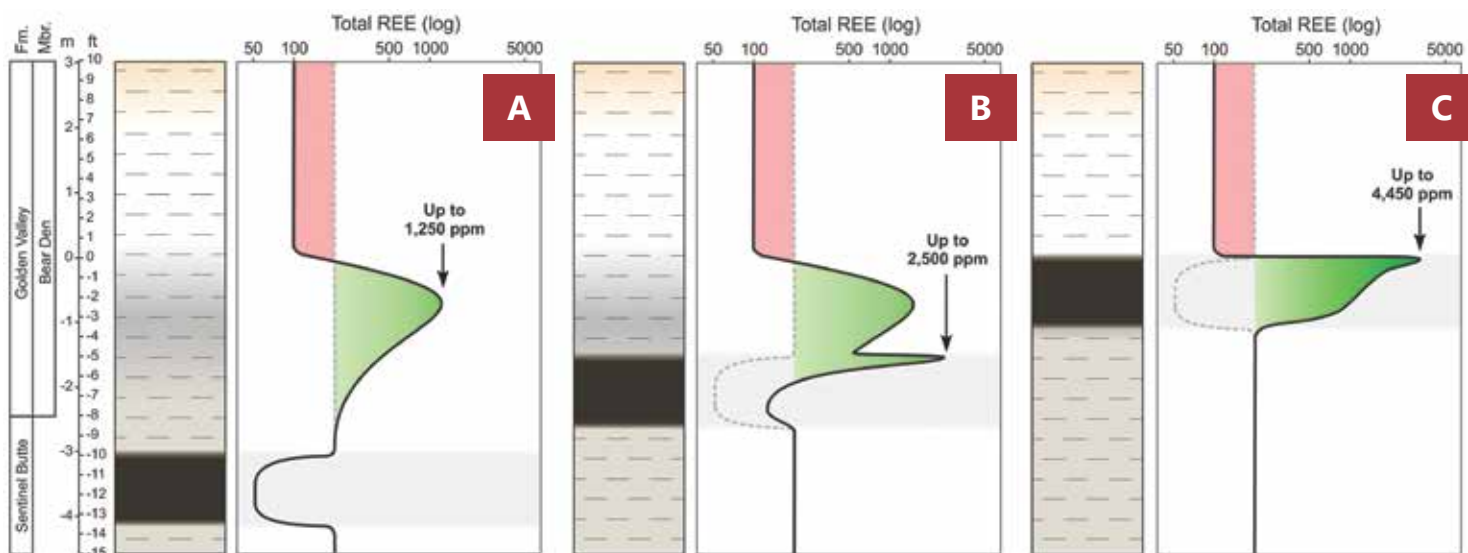 Fm.
Mbr.
m ft
Golden Valley
Bear Den
Sentinel Butte
3 10
9
8
2 7
6
5
4
1 3
2
1
0 0
-1
-2
-1 -3
-4
-5
-2 -6
-7
-8
-9
-3 -10
-11
-12
-4 -13
-14
-15
Total REE (log)
50 100 500 1000 5000
A
Up to
1,250 ppm
Total REE (log)
50 100 500 1000 5000
B
Up to
2,500 ppm
Total REE (log)
50 100 500 1000 5000
C
Up to
4,450 ppm